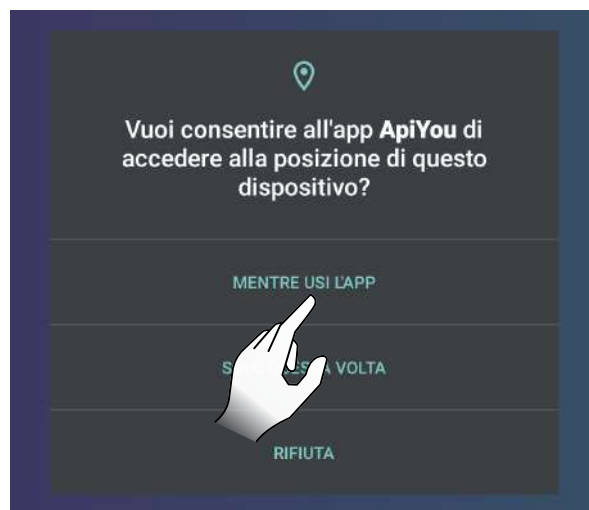 Vuoi consentire all'app ApiYou di
accedere alla posizione di questo
dispositivo?
MENTRE USI L'APP
VOLTA
RIFIUTA